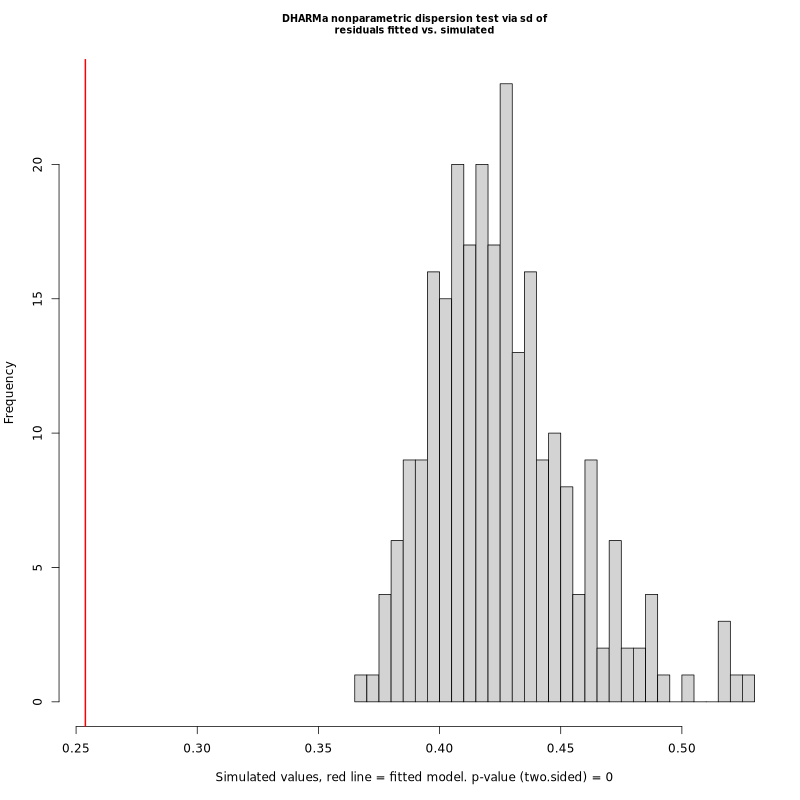 DHARMa nonparametric dispersion test via sd of
residuals fitted vs. simulated
Frequency
20
15
10
5
0
0.25 0.30 0.35 0.40 0.45 0.50
Simulated values, red line = fitted model. p-value (two.sided) = 0